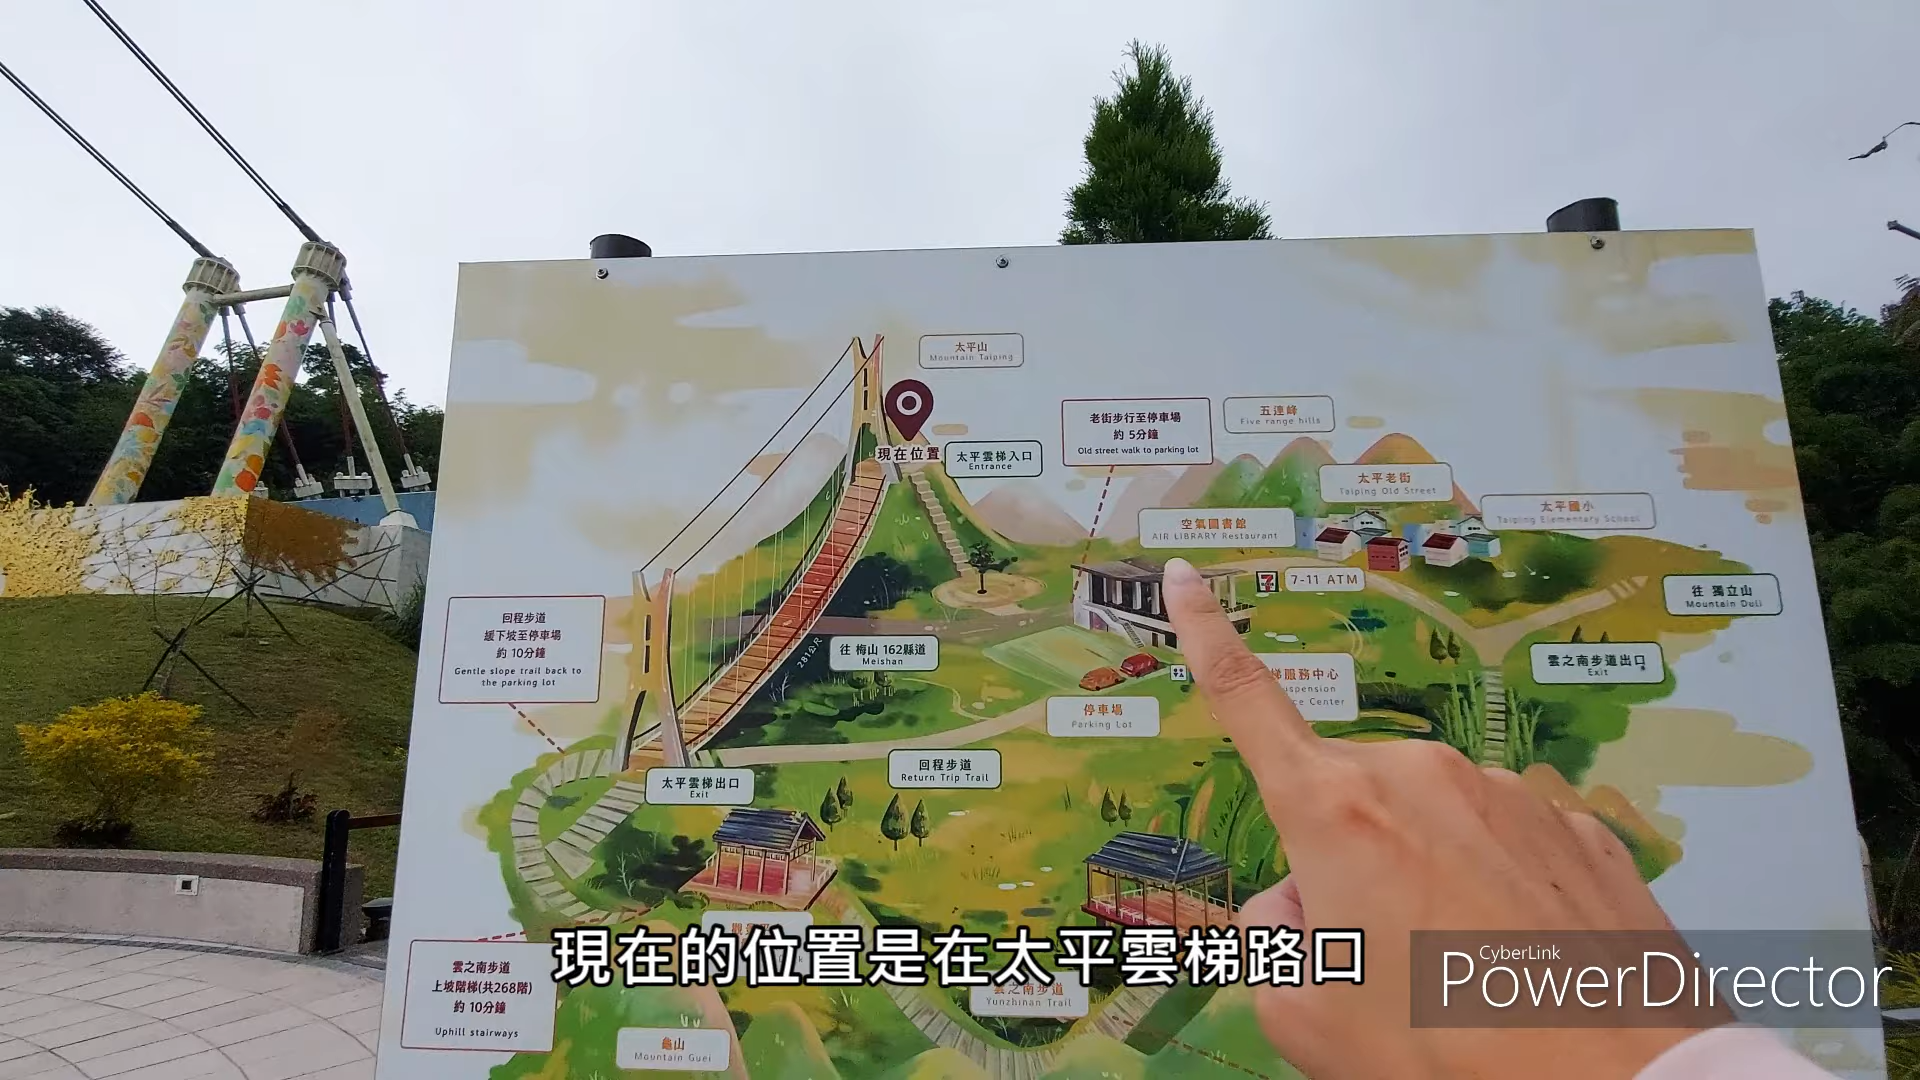 太平山
Mountain Taiping
現在位置
太平雲梯入口
Entrance
老街步行至停車場
約 5分鐘
Old street walk to parking lot
五連峰
Five range hills
太平老街
Taiping Old Street
太平國小
Taiping Elementary School
空氣圖書館
AIR LIBRARY Restaurant
7-11 ATM
往 獨立山
Mountain Duli
回程步道
緩下坡至停車場
約 10分鐘
Gentle slope trail back to
the parking lot
281公尺
往 梅山 162縣道
Meishan
雲之南步道出口
Exit
梯服務中心
uspension
ce Center
停車場
Parking Lot
回程步道
Return Trip Trail
太平雲梯出口
Exit
雲之南步道
上坡階梯(共268階)
約 10分鐘
Uphill stairways
雲之南步道
Yunzhinan Trail
龜山
Mountain Guei
現在的位置是在太平雲梯路口
CyberLink
PowerDirector